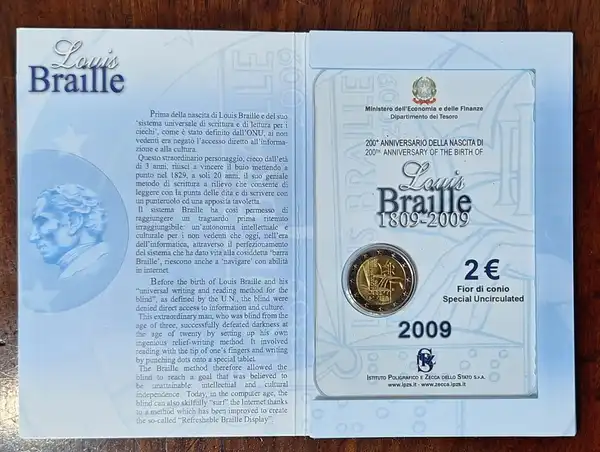 Louis
Braille
Prima della nascita di Louis Braille e del suo
'sistema universale di scrittura e di lettura per i
ciechi', come è stato definito dall'ONU, ai non
vedenti era negato l'accesso diretto all'informa-
zione e alla cultura.
Questo straordinario personaggio, cieco dall'età
di 3 anni, riuscì a vincere il buio mettendo a
punto nel 1829, a soli 20 anni, il suo geniale
metodo di scrittura a rilievo che consente di
leggere con la punta delle dita e di scrivere con
un punteruolo ed una apposita tavoletta.
Il sistema Braille ha così permesso di
raggiungere un traguardo prima ritenuto
irraggiungibile: un'autonomia intellettuale e
culturale per i non vedenti che oggi, nell'era
dell'informatica, attraverso il perfezionamento
del sistema che ha dato vita alla cosiddetta 'barra
Braille', riescono anche a 'navigare' con abilità
in internet.
Before the birth of Louis Braille and his
"universal writing and reading method for the
blind", as defined by the U.N., the blind were
denied direct access to information and culture.
This extraordinary man, who was blind from the
age of three, successfully defeated darkness at
the age of twenty by setting up his own
ingenious relief-writing method. It involved
reading with the tip of one's fingers and writing
by punching dots onto a special tablet.
The Braille method therefore allowed the
blind to reach a goal that was believed to
be unattainable: intellectual and cultural
independence. Today, in the computer age, the
blind can also skilfully "surf" the Internet thanks
to a method which has been improved to create
the so-called "Refreshable Braille Display".
Ministero dell'Economia e delle Finanze
Dipartimento del Tesoro
200° ANNIVERSARIO DELLA NASCITA DI
200TH ANNIVERSARY OF THE BIRTH OF
Louis
Braille
1809-2009
2 €
Fior di conio
Special Uncirculated
2009
ISTITUTO POLIGRAFICO E ZECCA DELLO STATO S.P.A.
www.ipzs.it - www.zecca.ipzs.it